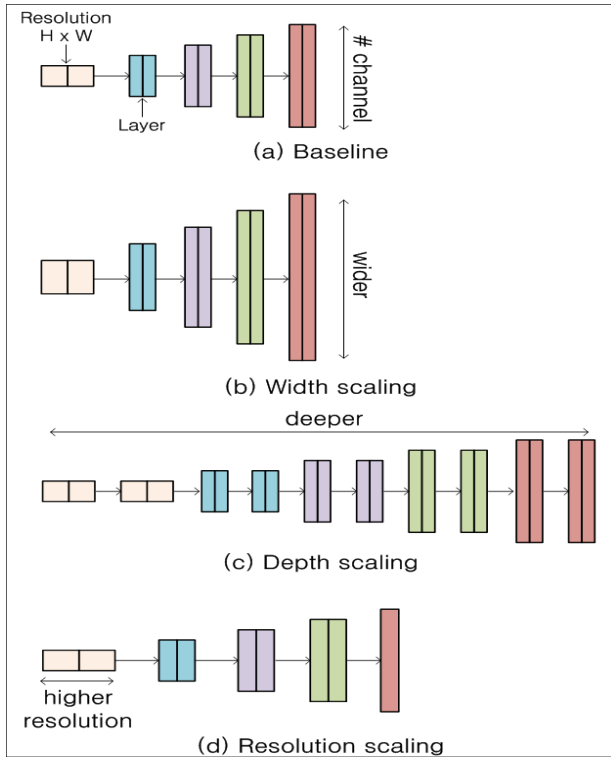 Resolution
H x W
Layer
# channel
(a) Baseline
wider
(b) Width scaling
deeper
(c) Depth scaling
higher
resolution
(d) Resolution scaling